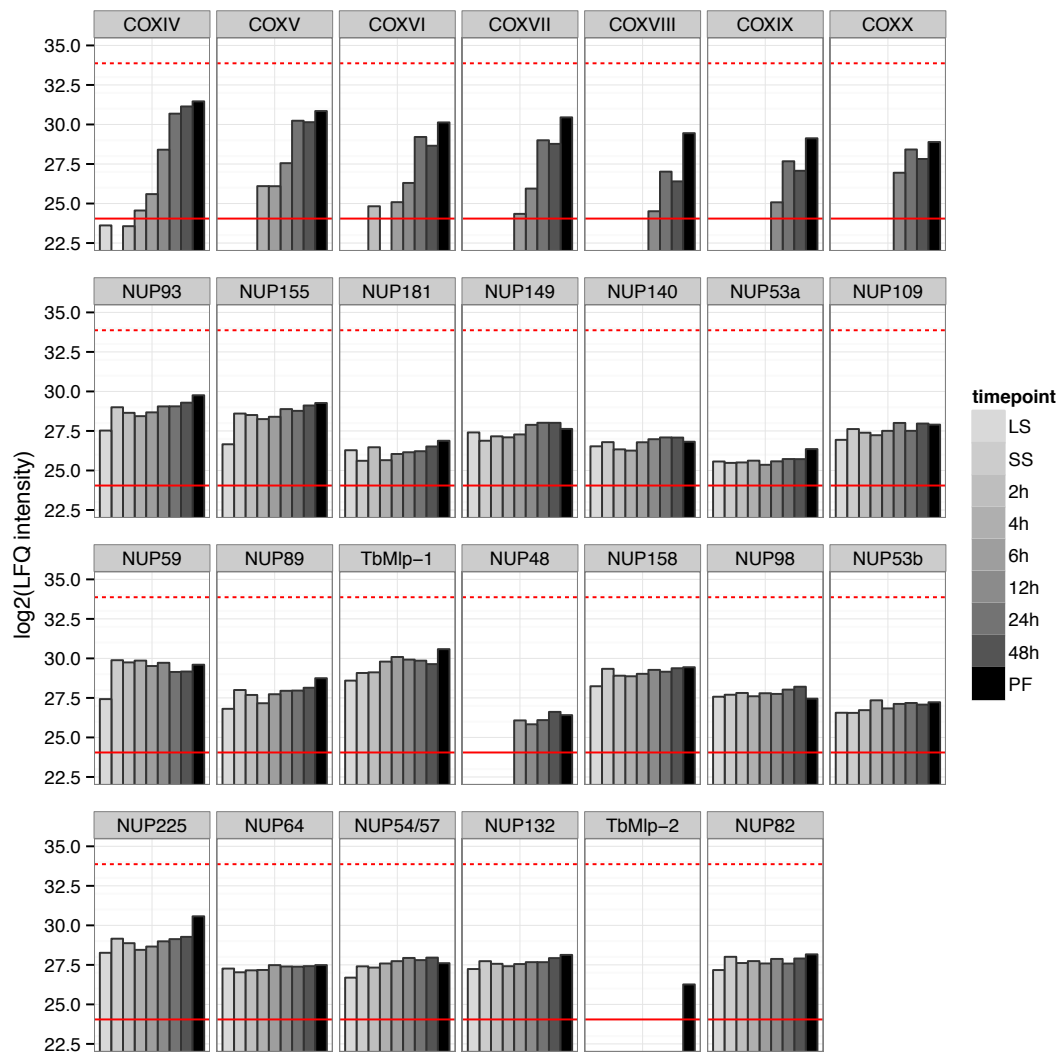 COXIV COXV COXVI COXVII COXVIII COXIX COXX
35.0
32.5
30.0
27.5
25.0
22.5
NUP93 NUP155 NUP181 NUP149 NUP140 NUP53a NUP109
35.0
32.5
30.0
27.5
25.0
22.5
NUP59 NUP89 TbMlp−1 NUP48 NUP158 NUP98 NUP53b
35.0
32.5
30.0
27.5
25.0
22.5
NUP225 NUP64 NUP54/57 NUP132 TbMlp−2 NUP82
35.0
32.5
30.0
27.5
25.0
22.5
log2(LFQ intensity)
timepoint
LS
SS
2h
4h
6h
12h
24h
48h
PF